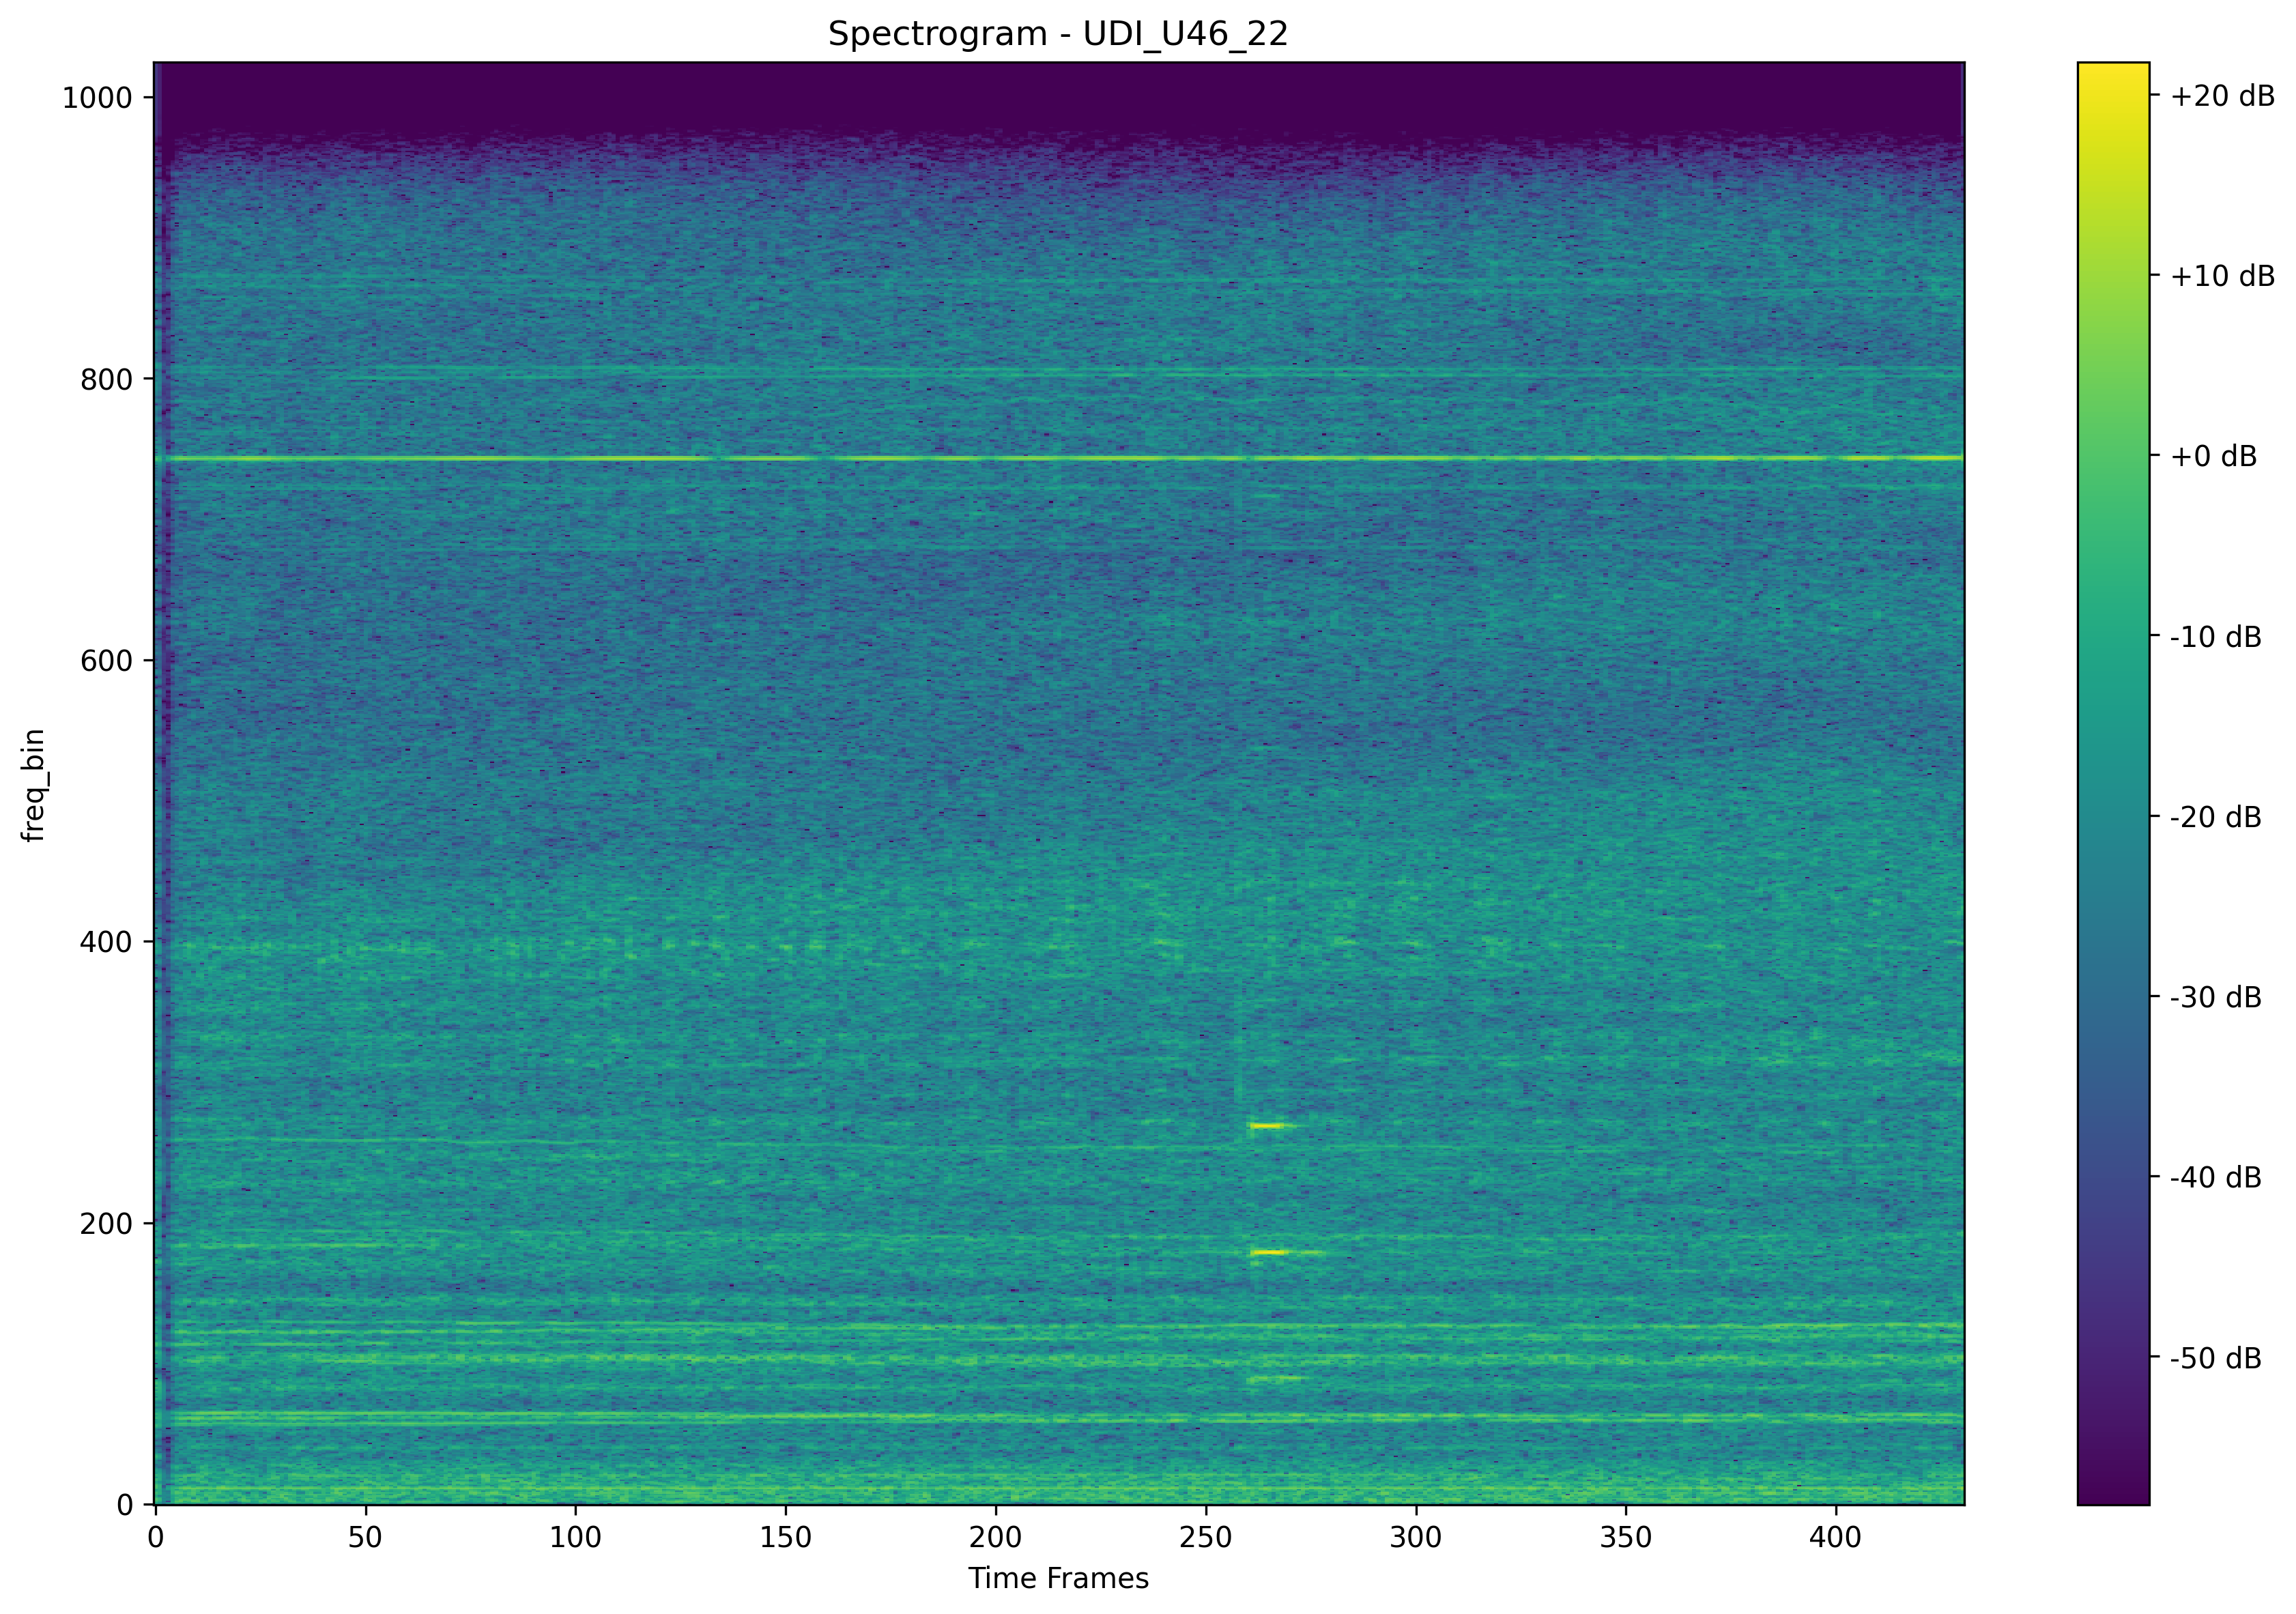 Spectrogram - UDI_U46_22
1000
800
600
400
200
0
freq_bin
0 50 100 150 200 250 300 350 400
Time Frames
+20 dB
+10 dB
+0 dB
-10 dB
-20 dB
-30 dB
-40 dB
-50 dB